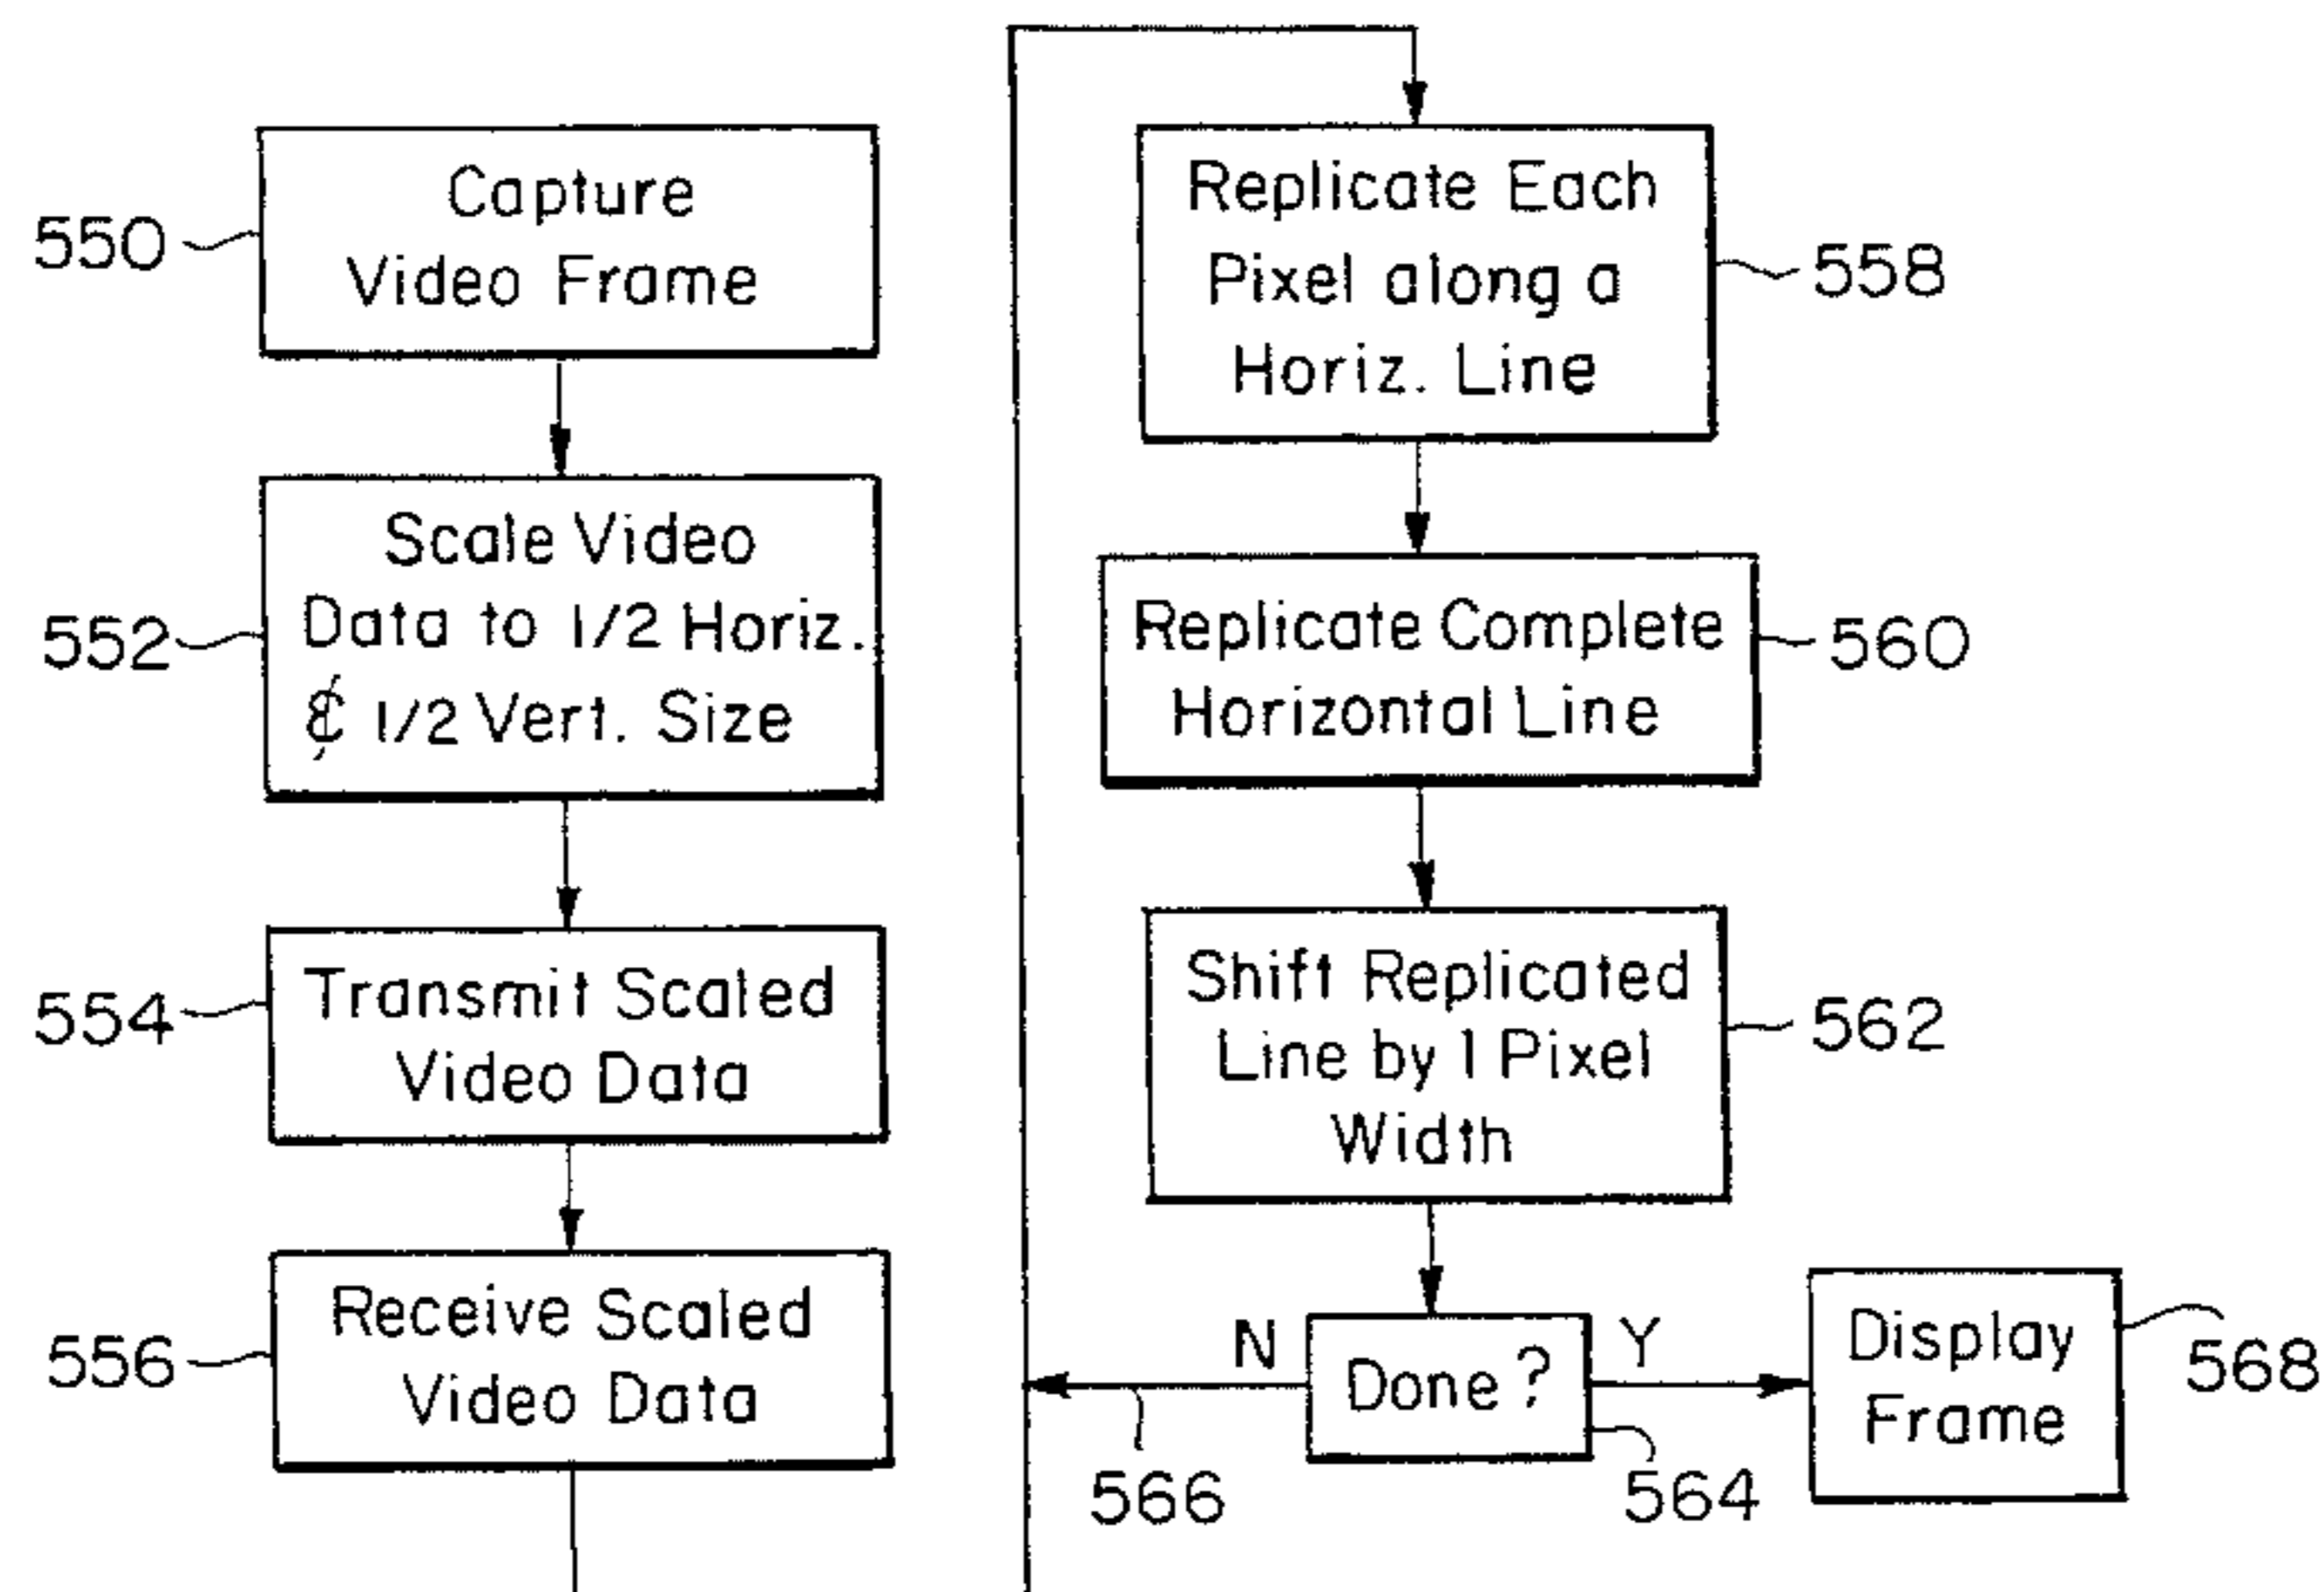 550
Capture
Video Frame
552
Scale Video
Data to 1/2 Horiz.
& 1/2 Vert. Size
554
Transmit Scaled
Video Data
556
Receive Scaled
Video Data
Replicate Each
Pixel along a
Horiz. Line
558
Replicate Complete
Horizontal Line
560
Shift Replicated
Line by 1 Pixel
Width
562
N
Done?
Y
566
564
Display
Frame
568